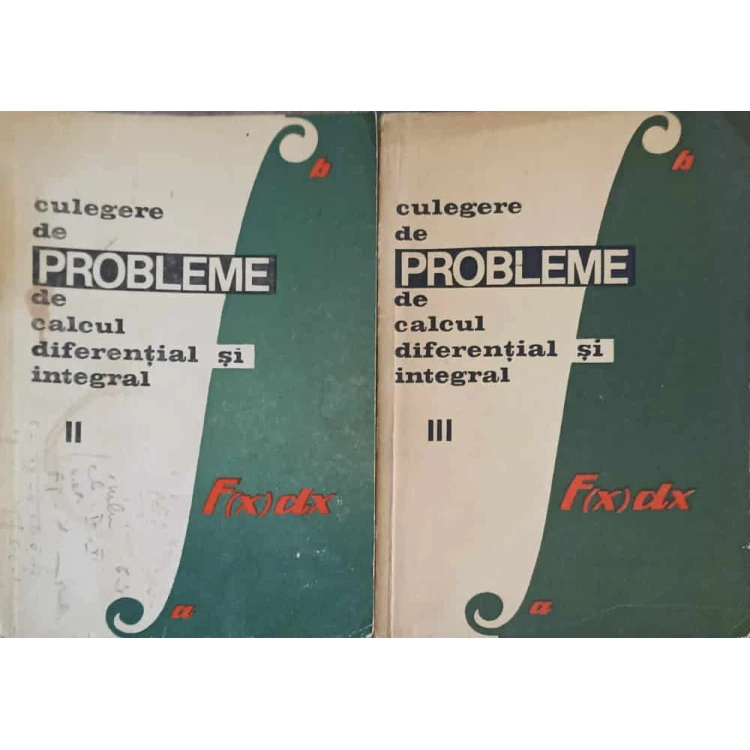 culegere
de
PROBLEME
de
calcul
diferențial și
integral
II
b
F(x)dx
a
culegere
de
PROBLEME
de
calcul
diferențial și
integral
III
b
F(x)dx
a